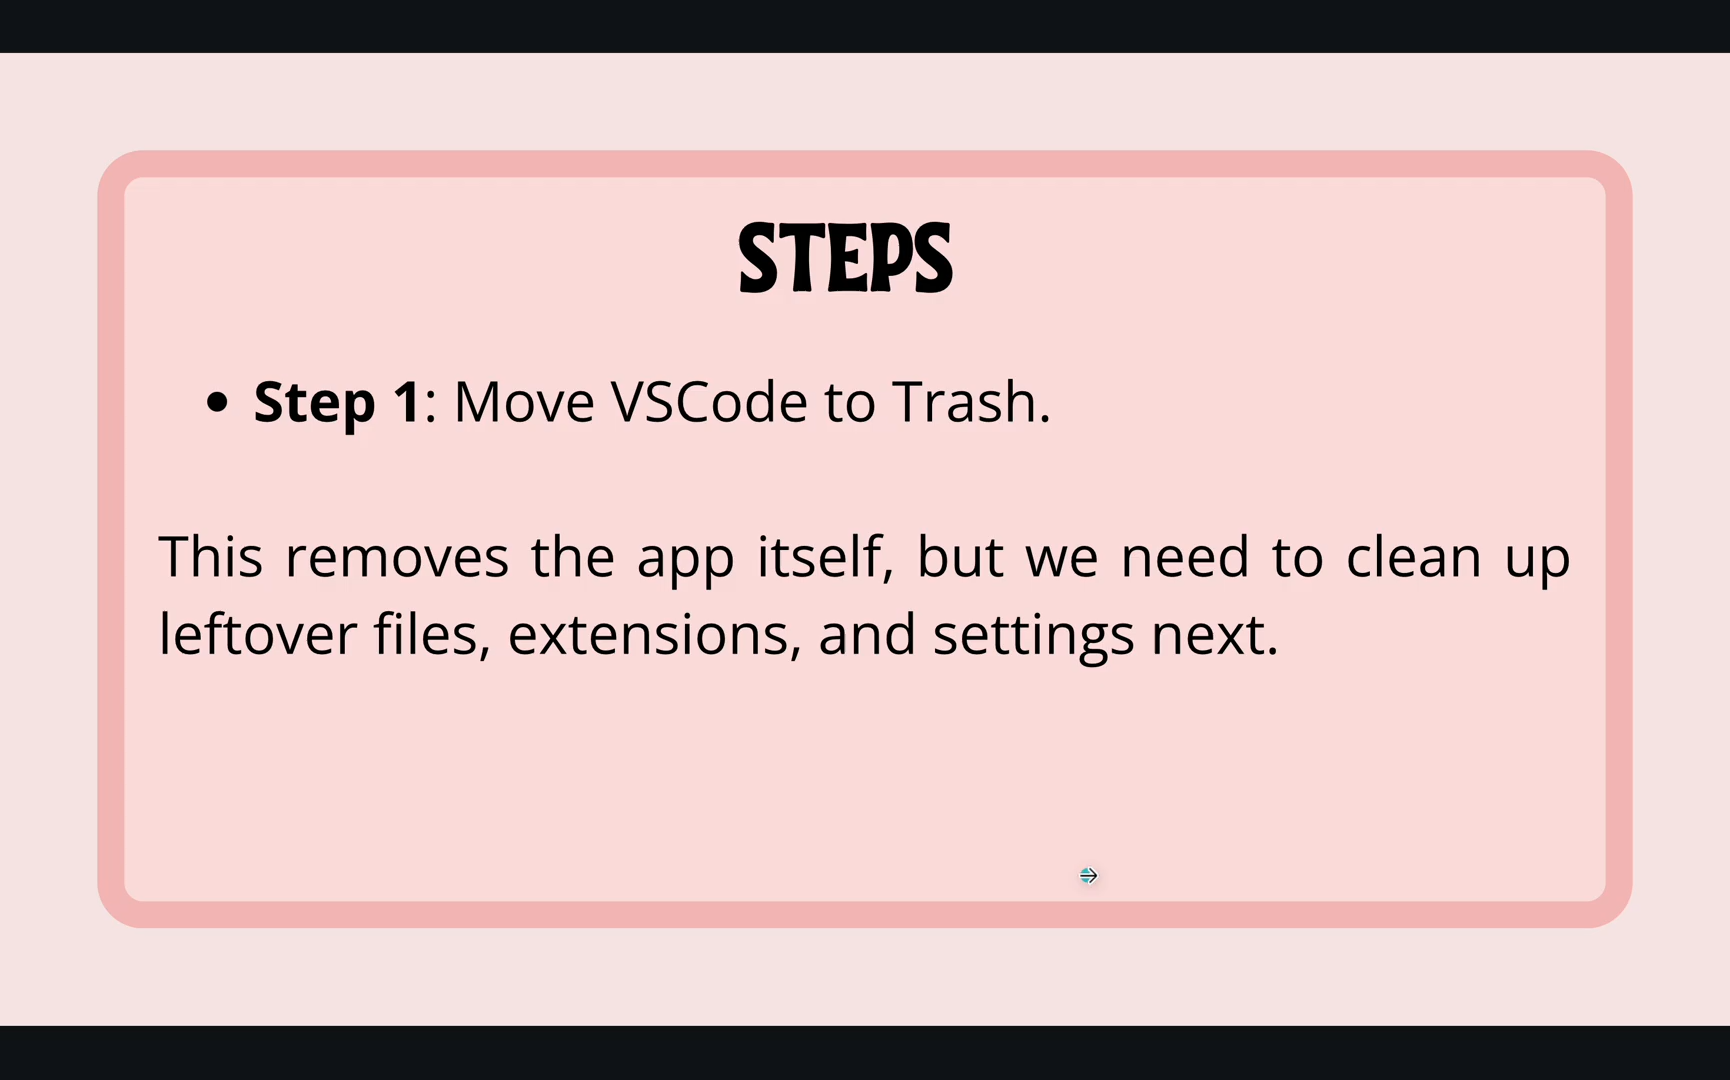 STEPS
• Step 1: Move VSCode to Trash.
This removes the app itself, but we need to clean up
leftover files, extensions, and settings next.